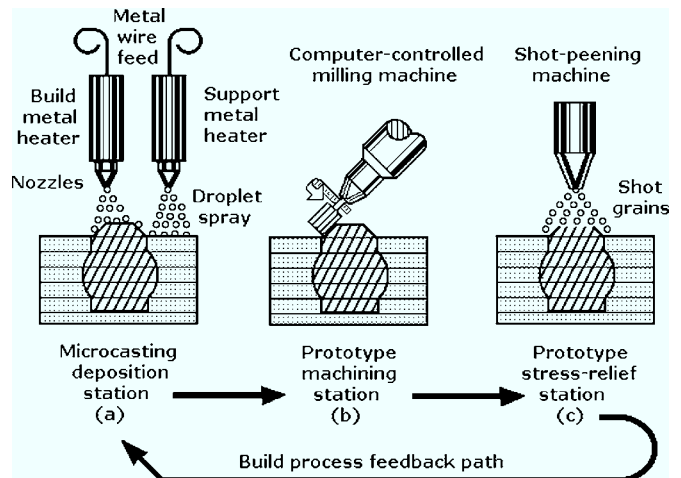 Metal
wire
feed
Build
metal
heater
Support
metal
heater
Nozzles
Droplet
spray
Computer-controlled
milling machine
Shot-peening
machine
Shot
grains
Microcasting
deposition
station
(a)
Prototype
machining
station
(b)
Prototype
stress-relief
station
(c)
Build process feedback path